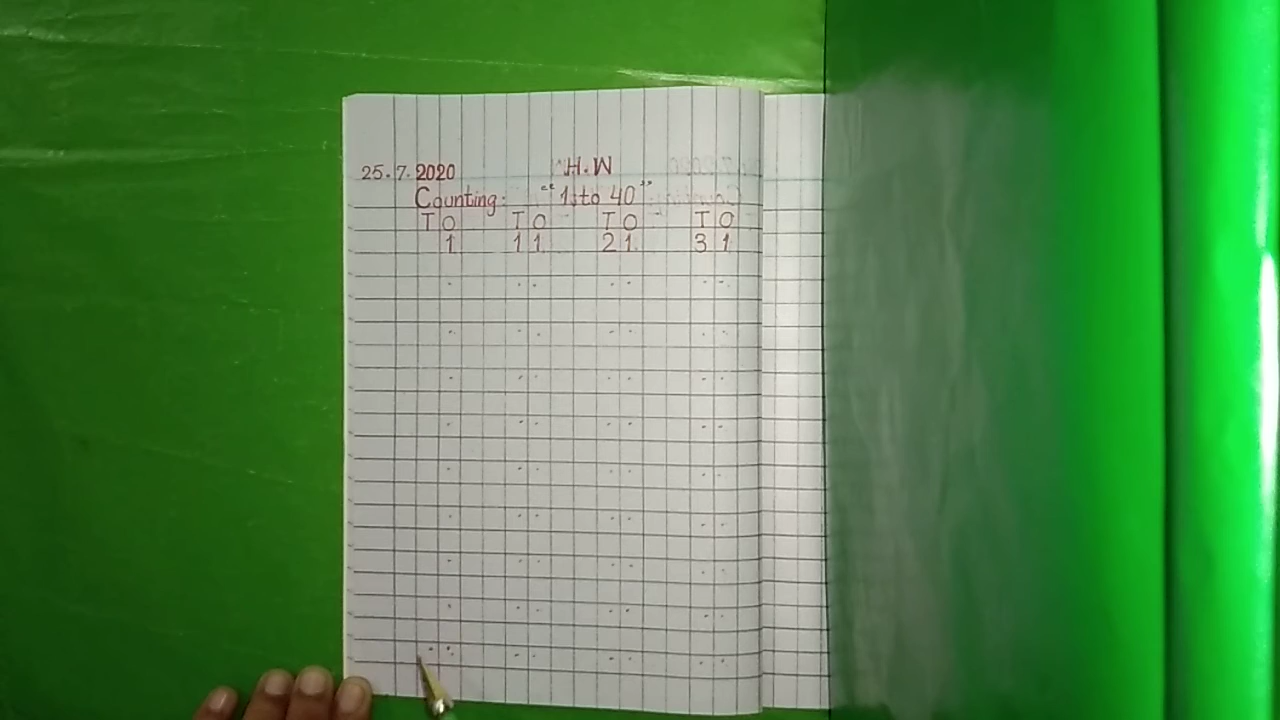 25.7.2020 H.W
Counting: "1 to 40"
T O T O T O T O
1 1 1 2 1 3 1